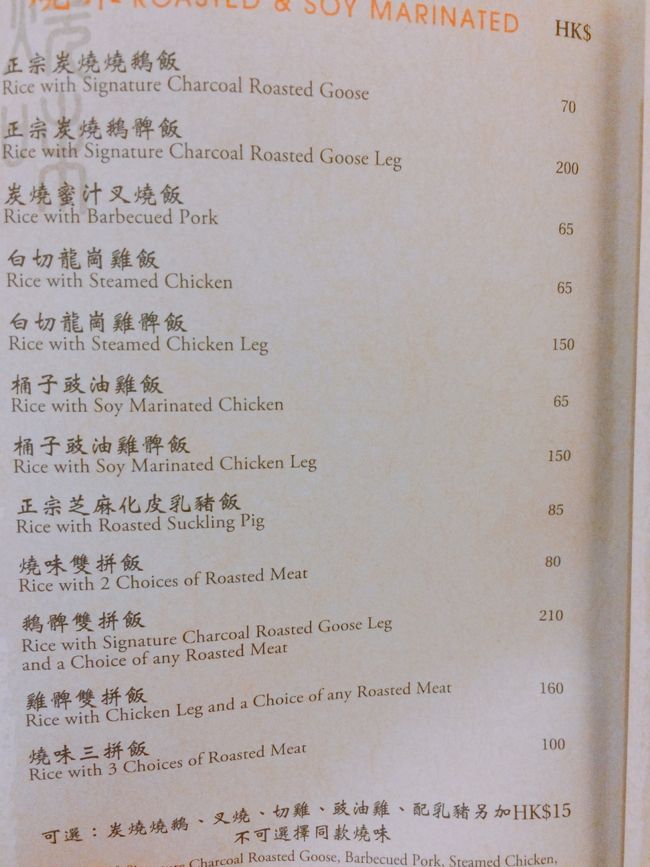 ROASTED & SOY MARINATED
HK$
正宗炭燒燒鵝飯
Rice with Signature Charcoal Roasted Goose 70
正宗炭燒鵝髀飯
Rice with Signature Charcoal Roasted Goose Leg 200
炭燒蜜汁叉燒飯
Rice with Barbecued Pork 65
白切龍崗雞飯
Rice with Steamed Chicken 65
白切龍崗雞髀飯
Rice with Steamed Chicken Leg 150
桶子豉油雞飯
Rice with Soy Marinated Chicken 65
桶子豉油雞髀飯
Rice with Soy Marinated Chicken Leg 150
正宗芝麻化皮乳豬飯
Rice with Roasted Suckling Pig 85
燒味雙拼飯
Rice with 2 Choices of Roasted Meat 80
鵝髀雙拼飯 210
Rice with Signature Charcoal Roasted Goose Leg
and a Choice of any Roasted Meat
雞髀雙拼飯
Rice with Chicken Leg and a Choice of any Roasted Meat 160
燒味三拼飯
Rice with 3 Choices of Roasted Meat 100
可選：炭燒燒鵝、叉燒、切雞、豉油雞、配乳豬另加HK$15
不可選擇同款燒味
Signature Charcoal Roasted Goose, Barbecued Pork, Steamed Chicken,